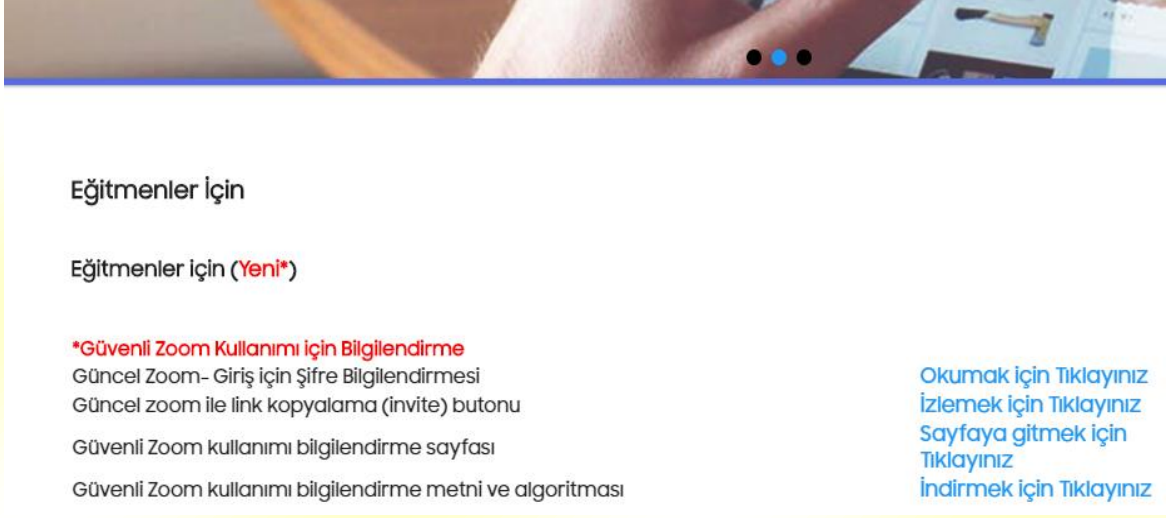 Eğitmenler İçin
Eğitmenler için (Yeni*)
*Güvenli Zoom Kullanımı için Bilgilendirme
Güncel Zoom- Giriş için Şifre Bilgilendirmesi
Okumak için Tıklayınız
Güncel zoom ile link kopyalama (invite) butonu
İzlemek için Tıklayınız
Güvenli Zoom kullanımı bilgilendirme sayfası
Sayfaya gitmek için
Tıklayınız
Güvenli Zoom kullanımı bilgilendirme metni ve algoritması
İndirmek için Tıklayınız